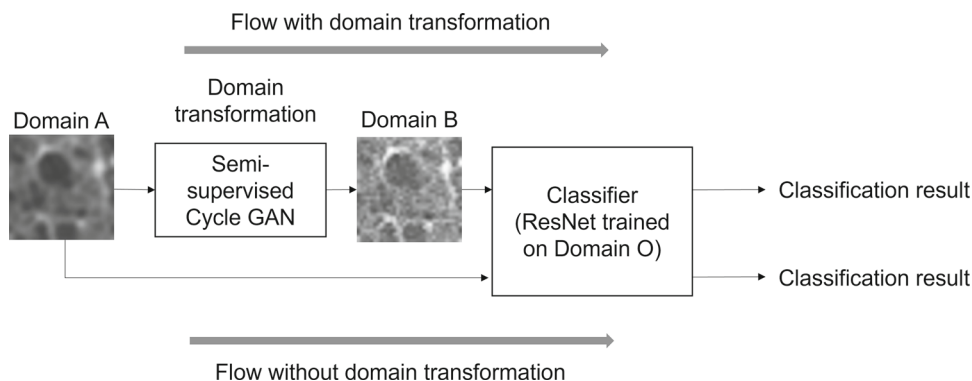 Flow with domain transformation
Domain
transformation
Domain A
Domain B
Semi-
supervised
Cycle GAN
Classifier
(ResNet trained
on Domain O)
Classification result
Classification result
Flow without domain transformation